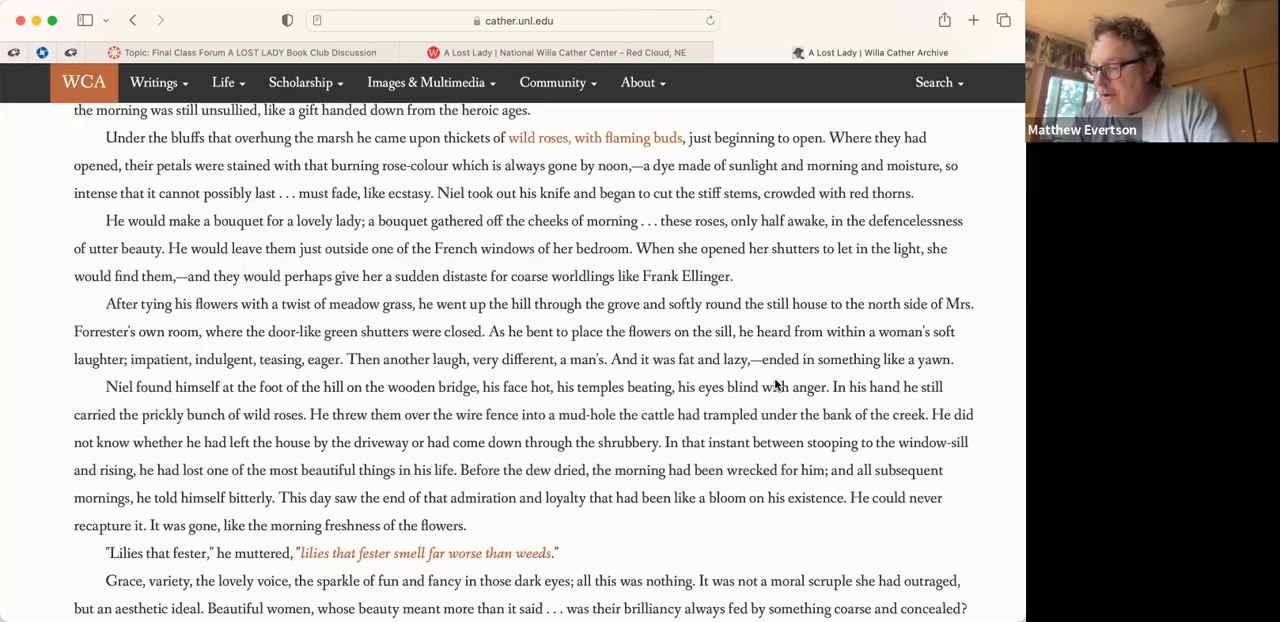 cather.unl.edu
Topic: Final Class Forum A LOST LADY Book Club Discussion
A Lost Lady | National Willa Cather Center - Red Cloud, NE
A Lost Lady | Willa Cather Archive
WCA Writings Life Scholarship Images & Multimedia Community About Search
Matthew Evertson
the morning was still unsullied, like a gift handed down from the heroic ages.
Under the bluffs that overhung the marsh he came upon thickets of wild roses, with flaming buds, just beginning to open. Where they had
opened, their petals were stained with that burning rose-colour which is always gone by noon,—a dye made of sunlight and morning and moisture, so
intense that it cannot possibly last . . . must fade, like ecstasy. Niel took out his knife and began to cut the stiff stems, crowded with red thorns.
He would make a bouquet for a lovely lady; a bouquet gathered off the cheeks of morning . . . these roses, only half awake, in the defencelessness
of utter beauty. He would leave them just outside one of the French windows of her bedroom. When she opened her shutters to let in the light, she
would find them,—and they would perhaps give her a sudden distaste for coarse worldlings like Frank Ellinger.
After tying his flowers with a twist of meadow grass, he went up the hill through the grove and softly round the still house to the north side of Mrs.
Forrester's own room, where the door-like green shutters were closed. As he bent to place the flowers on the sill, he heard from within a woman's soft
laughter; impatient, indulgent, teasing, eager. Then another laugh, very different, a man's. And it was fat and lazy,—ended in something like a yawn.
Niel found himself at the foot of the hill on the wooden bridge, his face hot, his temples beating, his eyes blind with anger. In his hand he still
carried the prickly bunch of wild roses. He threw them over the wire fence into a mud-hole the cattle had trampled under the bank of the creek. He did
not know whether he had left the house by the driveway or had come down through the shrubbery. In that instant between stooping to the window-sill
and rising, he had lost one of the most beautiful things in his life. Before the dew dried, the morning had been wrecked for him; and all subsequent
mornings, he told himself bitterly. This day saw the end of that admiration and loyalty that had been like a bloom on his existence. He could never
recapture it. It was gone, like the morning freshness of the flowers.
"Lilies that fester," he muttered, "lilies that fester smell far worse than weeds."
Grace, variety, the lovely voice, the sparkle of fun and fancy in those dark eyes; all this was nothing. It was not a moral scruple she had outraged,
but an aesthetic ideal. Beautiful women, whose beauty meant more than it said . . . was their brilliancy always fed by something coarse and concealed?